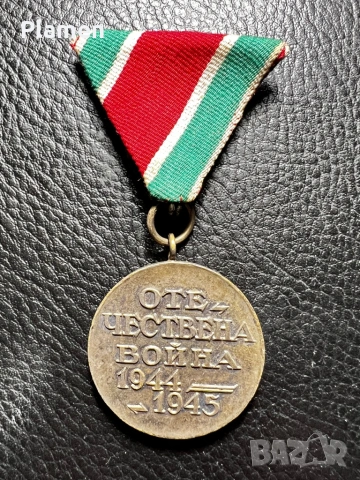 Plamen
ОТЕ-
ЧЕСТВЕНА
ВОЙНА
1944—
—1945
BAZAR